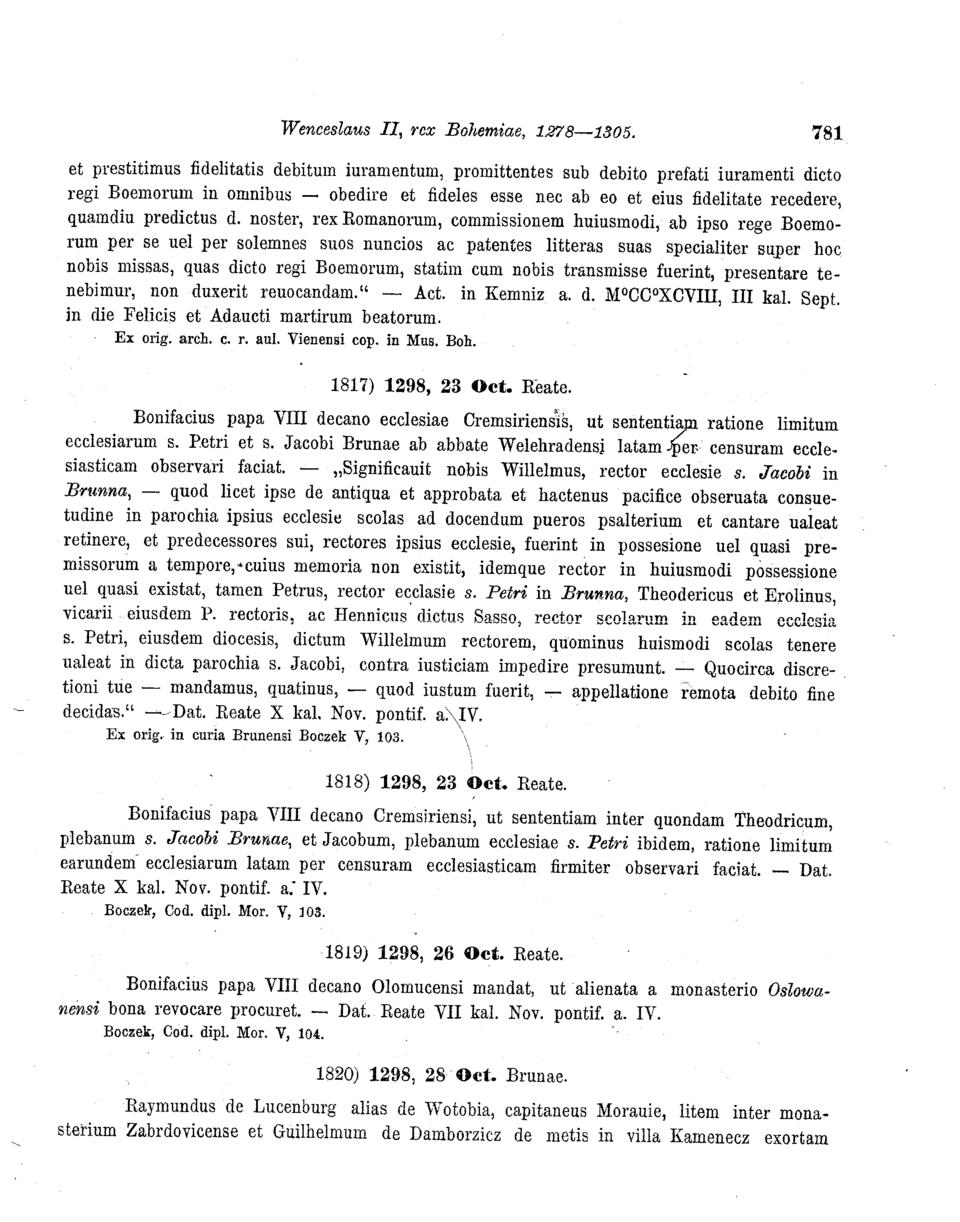 Wenceslaus II, rex Bohemiae, 1278—1305. 781
et prestitimus fidelitatis debitum iuramentum, promittentes sub debito prefati iuramenti dicto
regi Boemorum in omnibus — obedire et fideles esse nec ab eo et eius fidelitate recedere,
quamdiu predictus d. noster, rex Romanorum, commissionem huiusmodi, ab ipso rege Boemo-
rum per se uel per solemnes suos nuncios ac patentes litteras suas specialiter super hoc
nobis missas, quas dicto regi Boemorum, statim cum nobis transmisse fuerint, presentare te-
nebimur, non duxerit reuocandam.“ — Act. in Kemniz a. d. MºCCºXCVIII, III kal. Sept.
in die Felicis et Adaucti martirum beatorum.
Ex orig. arch. c. r. aul. Vienensi cop. in Mus. Boh.
1817) 1298, 23 Oct. Reate.
Bonifacius papa VIII decano ecclesiae Cremsiriensis, ut sententiam ratione limitum
ecclesiarum s. Petri et s. Jacobi Brunae ab abbate Welehradensi latam per censuram eccle-
siasticam observari faciat. — „Significauit nobis Willelmus, rector ecclesie s. Jacobi in
Brunna, — quod licet ipse de antiqua et approbata et hactenus pacifice obseruata consue-
tudine in parochia ipsius ecclesie scolas ad docendum pueros psalterium et cantare ualeat
retinere, et predecessores sui, rectores ipsius ecclesie, fuerint in possesione uel quasi pre-
missorum a tempore, cuius memoria non existit, idemque rector in huiusmodi possessione
uel quasi existat, tamen Petrus, rector ecclasie s. Petri in Brunna, Theodericus et Erolinus,
vicarii eiusdem P. rectoris, ac Hennicus dictus Sasso, rector scolarum in eadem ecclesia
s. Petri, eiusdem diocesis, dictum Willelmum rectorem, quominus huismodi scolas tenere
ualeat in dicta parochia s. Jacobi, contra iusticiam impedire presumunt. — Quocirca discre-
tioni tue — mandamus, quatinus, — quod iustum fuerit, — appellatione remota debito fine
decidas.“ — Dat. Reate X kal. Nov. pontif. a. IV.
Ex orig. in curia Brunensi Boczek V, 103.
1818) 1298, 23 Oct. Reate.
Bonifacius papa VIII decano Cremsiriensi, ut sententiam inter quondam Theodricum,
plebanum s. Jacobi Brunae, et Jacobum, plebanum ecclesiae s. Petri ibidem, ratione limitum
earundem ecclesiarum latam per censuram ecclesiasticam firmiter observari faciat. — Dat.
Reate X kal. Nov. pontif. a. IV.
Boczek, Cod. dipl. Mor. V, 103.
1819) 1298, 26 Oct. Reate.
Bonifacius papa VIII decano Olomucensi mandat, ut alienata a monasterio Oslowa-
nensi bona revocare procuret. — Dat. Reate VII kal. Nov. pontif. a. IV.
Boczek, Cod. dipl. Mor. V, 104.
1820) 1298, 28 Oct. Brunae.
Raymundus de Lucenburg alias de Wotobia, capitaneus Morauie, litem inter mona-
sterium Zabrdovicense et Guilhelmum de Damborzicz de metis in villa Kamenecz exortam